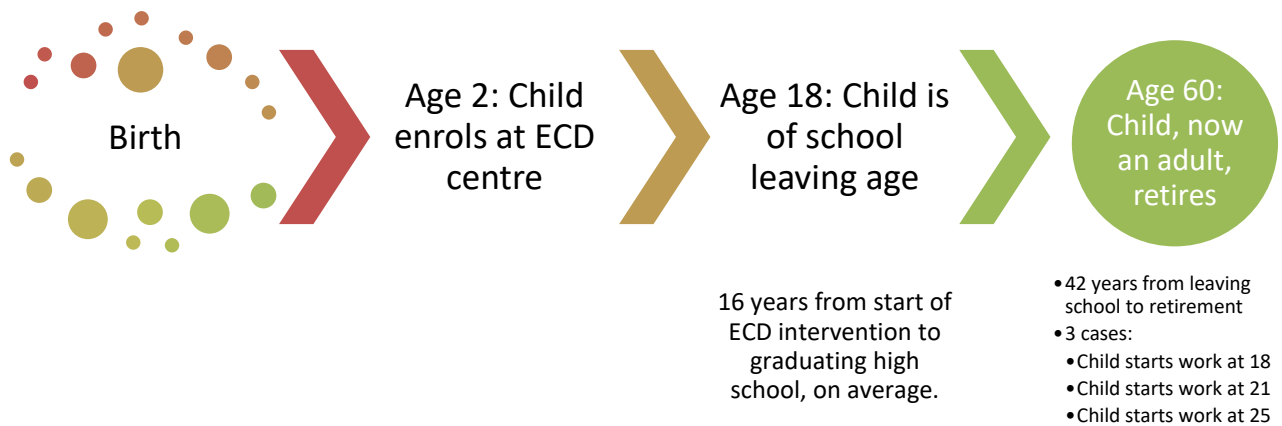 Birth
Age 2: Child
enrols at ECD
centre
Age 18: Child is
of school
leaving age
Age 60:
Child, now
an adult,
retires
16 years from start of
ECD intervention to
graduating high
school, on average.
•42 years from leaving
school to retirement
•3 cases:
•Child starts work at 18
•Child starts work at 21
•Child starts work at 25